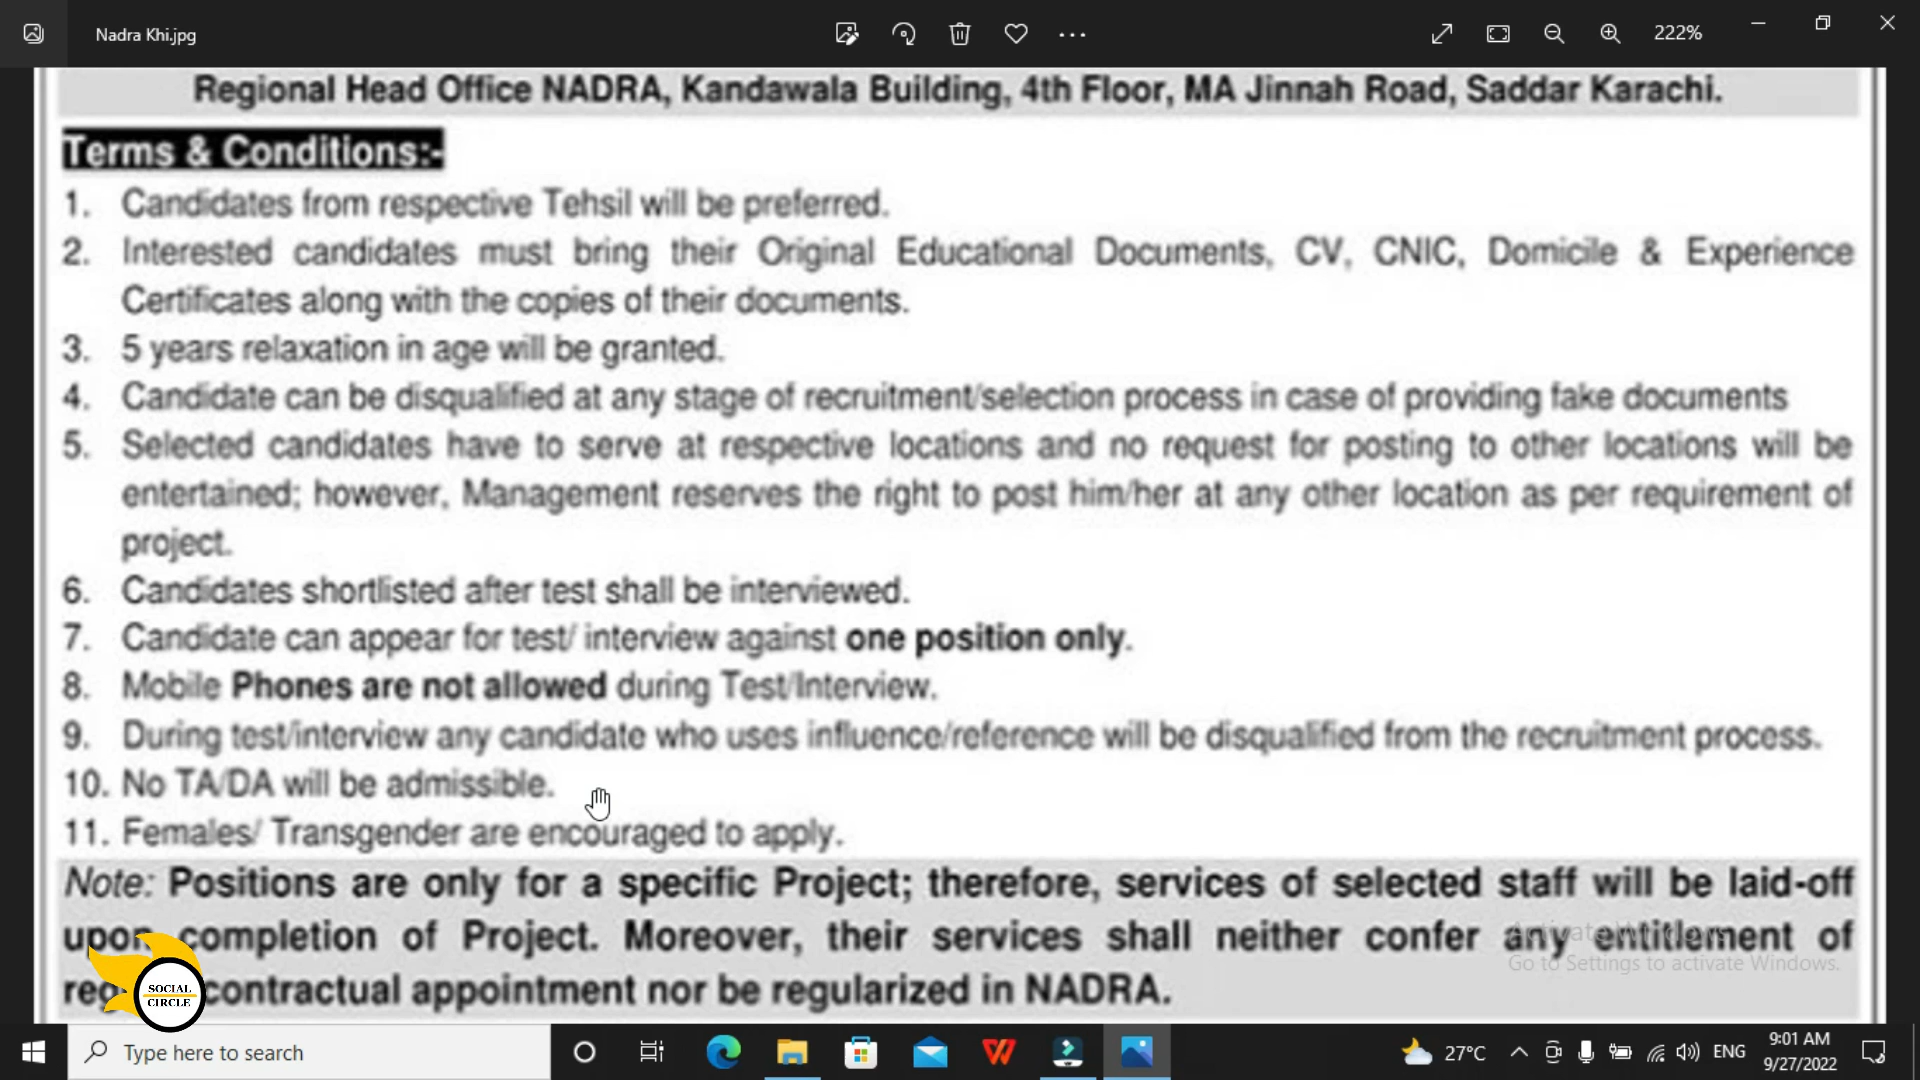 Nadra Khi.jpg
222%
Regional Head Office NADRA, Kandawala Building, 4th Floor, MA Jinnah Road, Saddar Karachi.
Terms & Conditions:-
1. Candidates from respective Tehsil will be preferred.
2. Interested candidates must bring their Original Educational Documents, CV, CNIC, Domicile & Experience
Certificates along with the copies of their documents.
3. 5 years relaxation in age will be granted.
4. Candidate can be disqualified at any stage of recruitment/selection process in case of providing fake documents
5. Selected candidates have to serve at respective locations and no request for posting to other locations will be
entertained; however, Management reserves the right to post him/her at any other location as per requirement of
project.
6. Candidates shortlisted after test shall be interviewed.
7. Candidate can appear for test/ interview against one position only.
8. Mobile Phones are not allowed during Test/Interview.
9. During test/interview any candidate who uses influence/reference will be disqualified from the recruitment process.
10. No TA/DA will be admissible.
11. Females/ Transgender are encouraged to apply.
Note: Positions are only for a specific Project; therefore, services of selected staff will be laid-off
upon completion of Project. Moreover, their services shall neither confer any entitlement of
contractual appointment nor be regularized in NADRA.
Activate Windows
Go to Settings to activate Windows.
SOCIAL
CIRCLE
Type here to search
27°C
ENG
9:01 AM
9/27/2022